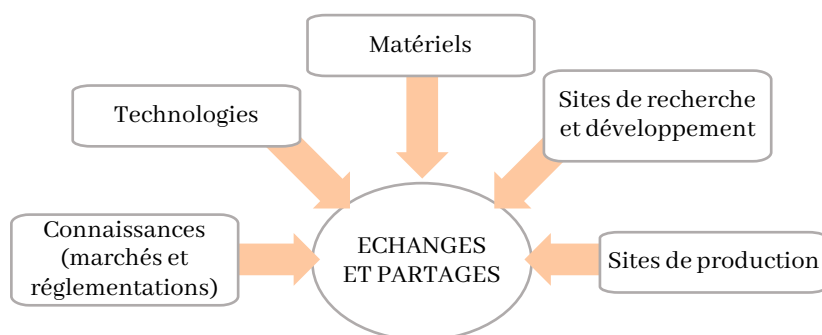 Matériels
Technologies
Sites de recherche
et développement
Connaissances
(marchés et
réglementations)
ECHANGES
ET PARTAGES
Sites de production